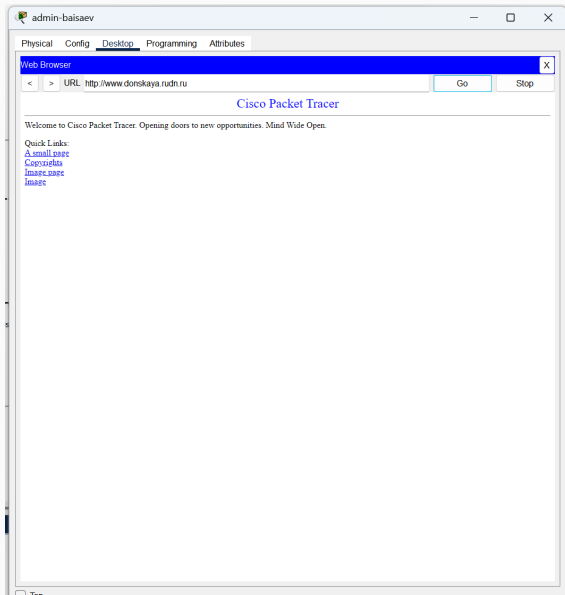 admin-baisaev
Physical Config Desktop Programming Attributes
Web Browser X
< > URL http://www.donskaya.rudn.ru Go Stop
Cisco Packet Tracer
Welcome to Cisco Packet Tracer. Opening doors to new opportunities. Mind Wide Open.
Quick Links:
A small page
Copyrights
Image page
Image
Top